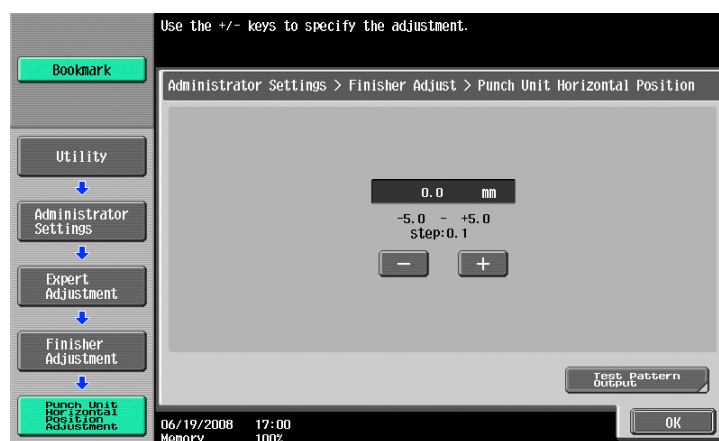 Use the +/- keys to specify the adjustment.
Bookmark
Administrator Settings > Finisher Adjust > Punch Unit Horizontal Position
Utility
Administrator
Settings
Expert
Adjustment
Finisher
Adjustment
Punch Unit
Horizontal
Position
Adjustment
0.0 mm
-5.0 - +5.0
step:0.1
−
+
Test Pattern
Output
06/19/2008 17:00
Memory 100%
OK